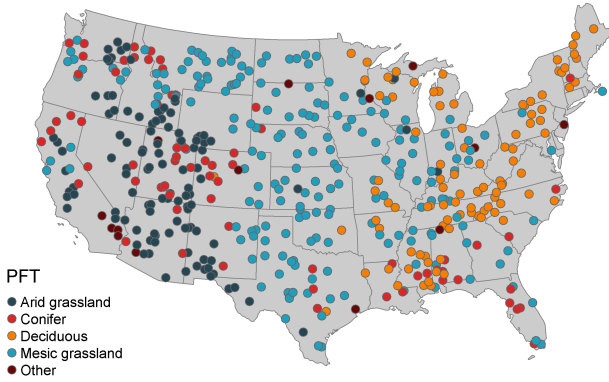 PFT
Arid grassland
Conifer
Deciduous
Mesic grassland
Other